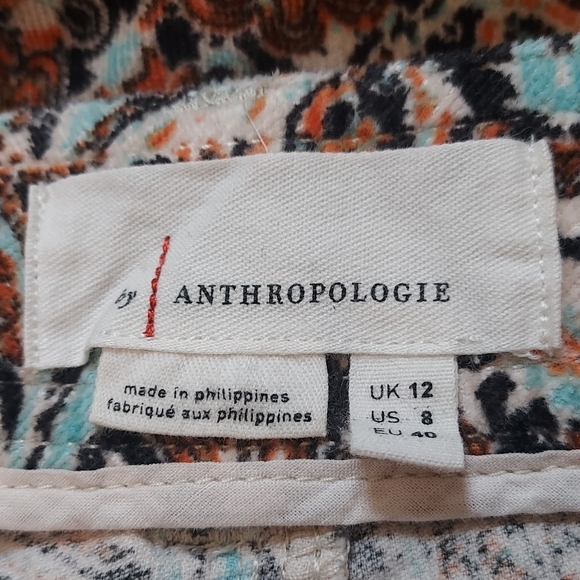 by ANTHROPOLOGIE
made in philippines
fabriqué aux philippines
UK 12
US 8
EU 40